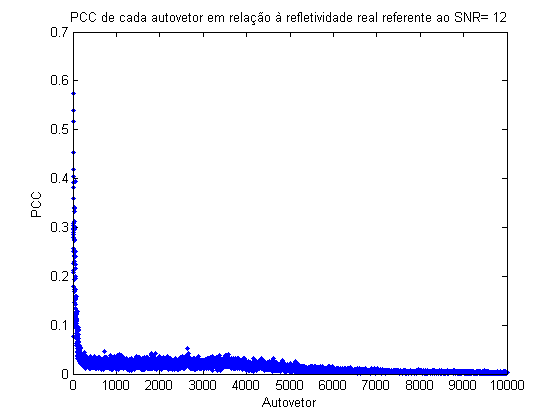 PCC de cada autovetor em relação à refletividade real referente ao SNR= 12
0.7
0.6
0.5
0.4
0.3
0.2
0.1
0
PCC
0 1000 2000 3000 4000 5000 6000 7000 8000 9000 10000
Autovetor